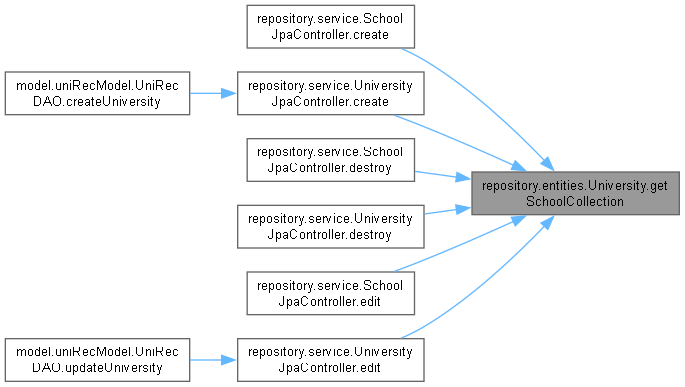 repository.service.School
JpaController.create
model.uniRecModel.UniRec
DAO.createUniversity
repository.service.University
JpaController.create
repository.service.School
JpaController.destroy
repository.entities.University.get
SchoolCollection
repository.service.University
JpaController.destroy
repository.service.School
JpaController.edit
model.uniRecModel.UniRec
DAO.updateUniversity
repository.service.University
JpaController.edit